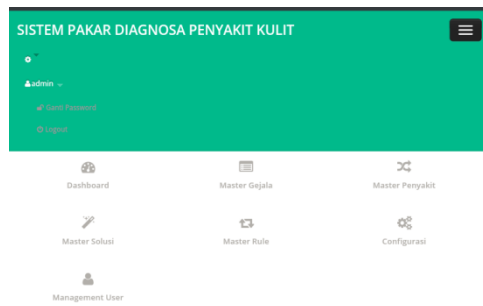 SISTEM PAKAR DIAGNOSA PENYAKIT KULIT
admin
Ganti Password
Logout
Dashboard Master Gejala Master Penyakit
Master Solusi Master Rule Configurasi
Management User